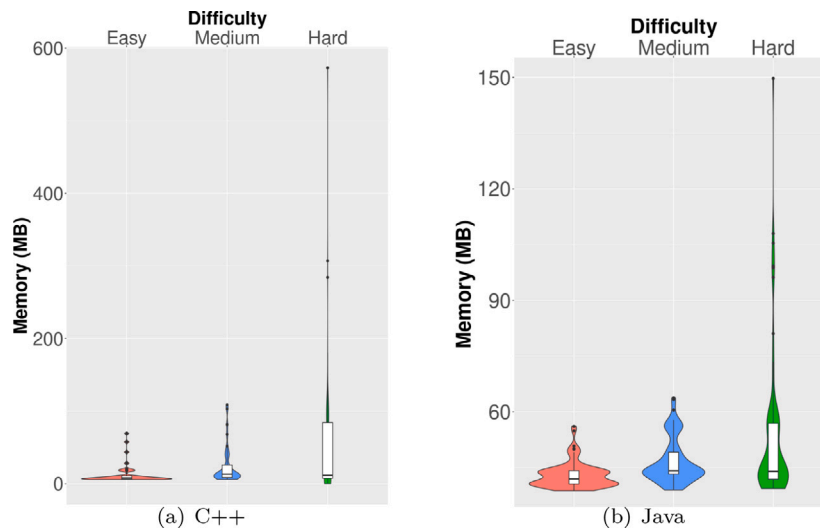 Difficulty
Easy Medium Hard
600
400
200
0
Memory (MB)
(a) C++
Difficulty
Easy Medium Hard
150
120
90
60
Memory (MB)
(b) Java